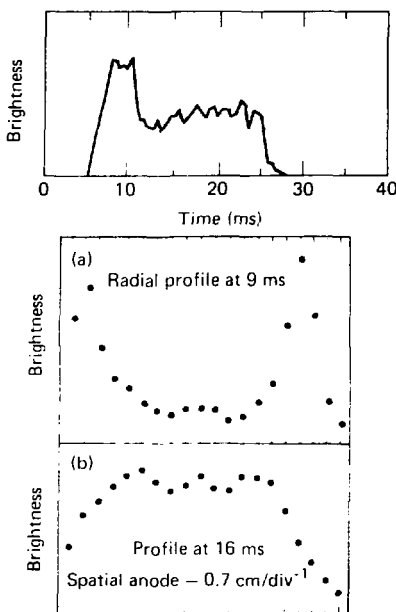 Brightness
0
10
20
30
40
Time (ms)
(a)
Radial profile at 9 ms
Brightness
(b)
Profile at 16 ms
Spatial anode – 0.7 cm/div⁻¹
Brightness